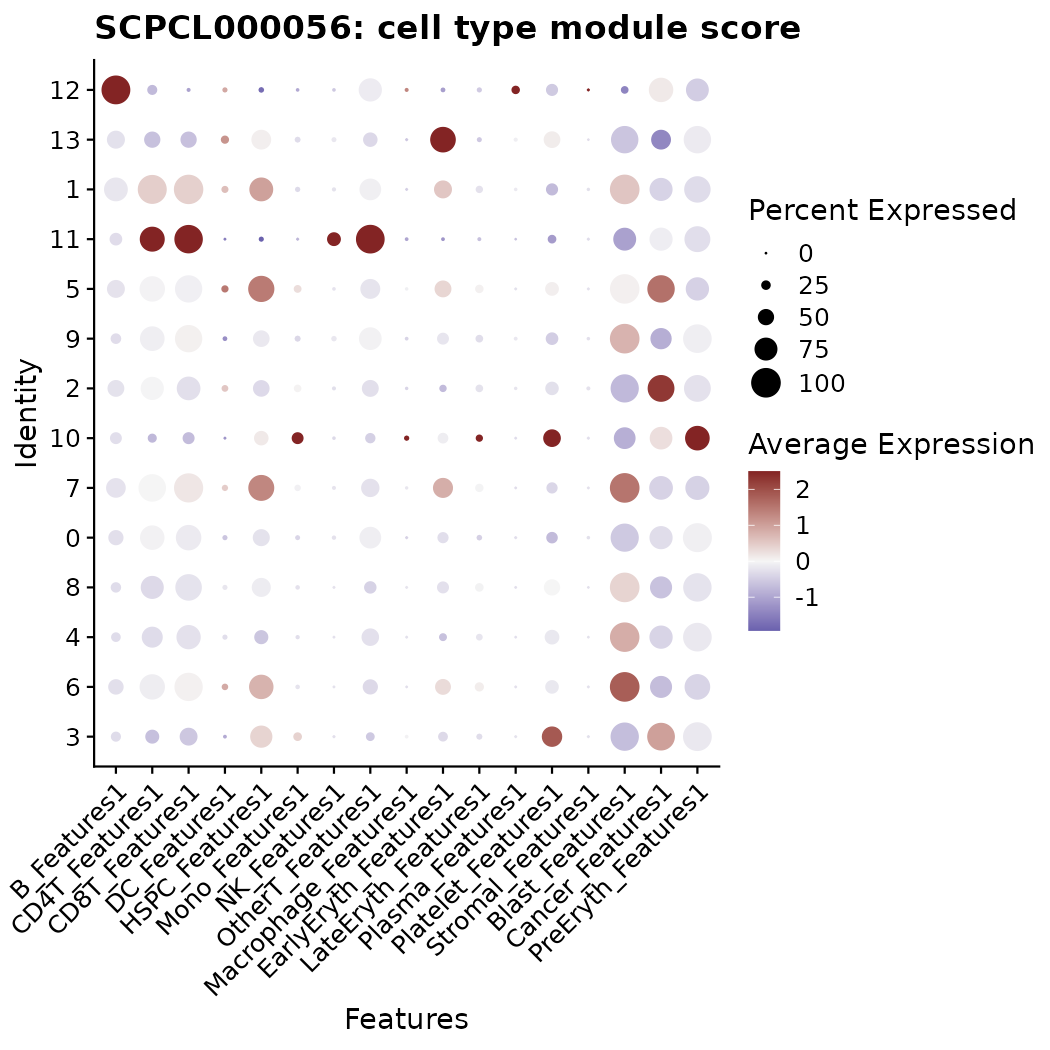 SCPCL000056: cell type module score
12
13
1
11
5
9
2
10
7
0
8
4
6
3
Identity
B_Features1
CD4T_Features1
CD8T_Features1
DC_Features1
HSPC_Features1
Mono_Features1
NK_Features1
OtherT_Features1
Macrophage_Features1
EarlyEryth_Features1
LateEryth_Features1
Plasma_Features1
Platelet_Features1
Stromal_Features1
Blast_Features1
Cancer_Features1
PreEryth_Features1
Features
Percent Expressed
0
25
50
75
100
Average Expression
2
1
0
-1